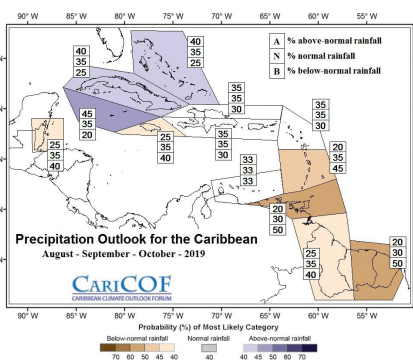 90° W
85° W
80° W
75° W
70° W
65° W
60° W
55° W
40
35
25
40
35
25
A % above-normal rainfall
N % normal rainfall
B % below-normal rainfall
45
35
20
35
35
30
35
35
30
25
35
40
25
35
40
35
35
30
20
35
45
33
33
33
20
30
50
25
35
40
20
30
50
Precipitation Outlook for the Caribbean
August - September - October - 2019
CARICOF
CARIBBEAN CLIMATE OUTLOOK FORUM
90° W
85° W
80° W
75° W
70° W
65° W
60° W
55° W
Probability (%) of Most Likely Category
Below-normal rainfall
Normal rainfall
70 60 50 45 40
40
40 45 50 60 70